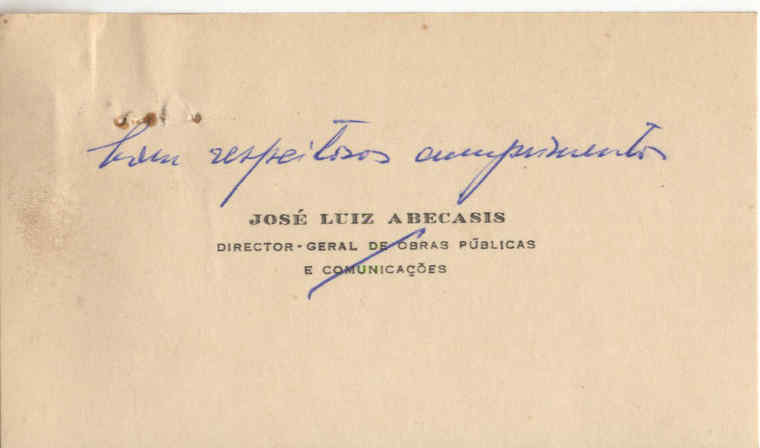 Com respeitosos cumprimentos
JOSÉ LUIZ ABECASIS
DIRECTOR-GERAL DE OBRAS PÚBLICAS
E COMUNICAÇÕES